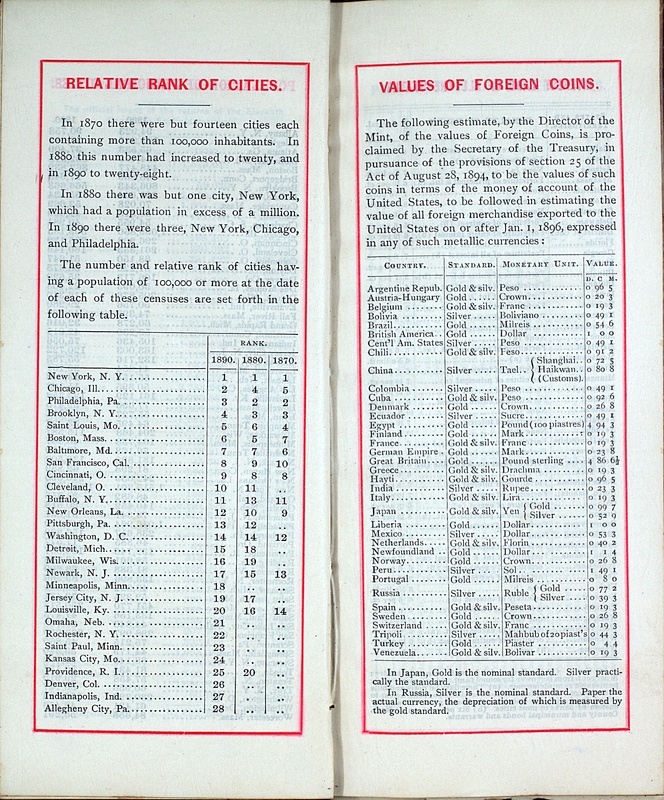 RELATIVE RANK OF CITIES.
In 1870 there were but fourteen cities each
containing more than 100,000 inhabitants. In
1880 this number had increased to twenty, and
in 1890 to twenty-eight.
In 1880 there was but one city, New York,
which had a population in excess of a million.
In 1890 there were three, New York, Chicago,
and Philadelphia.
The number and relative rank of cities hav-
ing a population of 100,000 or more at the date
of each of these censuses are set forth in the
following table.
RANK.
1890. 1880. 1870.
New York, N. Y. 1 1 1
Chicago, Ill. 2 4 5
Philadelphia, Pa. 3 2 2
Brooklyn, N. Y. 4 3 3
Saint Louis, Mo. 5 6 4
Boston, Mass. 6 5 7
Baltimore, Md. 7 7 6
San Francisco, Cal. 8 9 10
Cincinnati, O. 9 8 8
Cleveland, O. 10 11 ..
Buffalo, N. Y. 11 13 11
New Orleans, La. 12 10 9
Pittsburg, Pa. 13 12 ..
Washington, D. C. 14 14 12
Detroit, Mich. 15 18 ..
Milwaukee, Wis. 16 19 ..
Newark, N. J. 17 15 13
Minneapolis, Minn. 18 .. ..
Jersey City, N. J. 19 17 ..
Louisville, Ky. 20 16 14
Omaha, Neb. 21 .. ..
Rochester, N. Y. 22 .. ..
Saint Paul, Minn. 23 .. ..
Kansas City, Mo. 24 .. ..
Providence, R. I. 25 20 ..
Denver, Col. 26 .. ..
Indianapolis, Ind. 27 .. ..
Allegheny City, Pa. 28 .. ..
VALUES OF FOREIGN COINS.
The following estimate, by the Director of the
Mint, of the values of Foreign Coins, is pro-
claimed by the Secretary of the Treasury, in
pursuance of the provisions of section 25 of the
Act of August 28, 1894, to be the values of such
coins in terms of the money of account of the
United States, to be followed in estimating the
value of all foreign merchandise exported to the
United States on or after Jan. 1, 1896, expressed
in any of such metallic currencies :
COUNTRY. STANDARD. MONETARY UNIT. VALUE.
D. C M.
Argentine Repub. Gold & silv. Peso 0 96 5
Austria-Hungary Gold Crown 0 20 3
Belgium Gold & silv. Franc 0 19 3
Bolivia Silver Boliviano 0 49 1
Brazil Gold Milreis 0 54 6
British America Gold Dollar 1 0 0
Cent'l Am. States Silver Peso 0 49 1
Chili Gold & silv. Peso 0 91 2
China Silver Tael { Shanghai 0 72 5
Haikwan 0 80 8
(Customs)
Colombia Silver Peso 0 49 1
Cuba Gold & silv. Peso 0 92 6
Denmark Gold Crown 0 26 8
Ecuador Silver Sucre 0 49 1
Egypt Gold Pound (100 piastres) 4 94 3
Finland Gold Mark 0 19 3
France Gold & silv. Franc 0 19 3
German Empire Gold Mark 0 23 8
Great Britain Gold Pound sterling 4 86 6½
Greece Gold & silv. Drachma 0 19 3
Hayti Gold & silv. Gourde 0 96 5
India Silver Rupee 0 23 3
Italy Gold & silv. Lira 0 19 3
Japan Gold & silv. Yen { Gold 0 99 7
Silver 0 52 9
Liberia Gold Dollar 1 0 0
Mexico Silver Dollar 0 53 3
Netherlands Gold & silv. Florin 0 40 2
Newfoundland Gold Dollar 1 1 4
Norway Gold Crown 0 26 8
Peru Silver Sol 1 49 1
Portugal Gold Milreis 0 8 0
Russia Silver Ruble { Gold 0 77 2
Silver 0 39 3
Spain Gold & silv. Peseta 0 19 3
Sweden Gold Crown 0 26 8
Switzerland Gold & silv. Franc 0 19 3
Tripoli Silver Mahbub of 20 piast's 0 44 3
Turkey Gold Piaster 0 4 4
Venezuela Gold & silv. Bolivar 0 19 3
In Japan, Gold is the nominal standard. Silver practi-
cally the standard.
In Russia, Silver is the nominal standard. Paper the
actual currency, the depreciation of which is measured by
the gold standard.